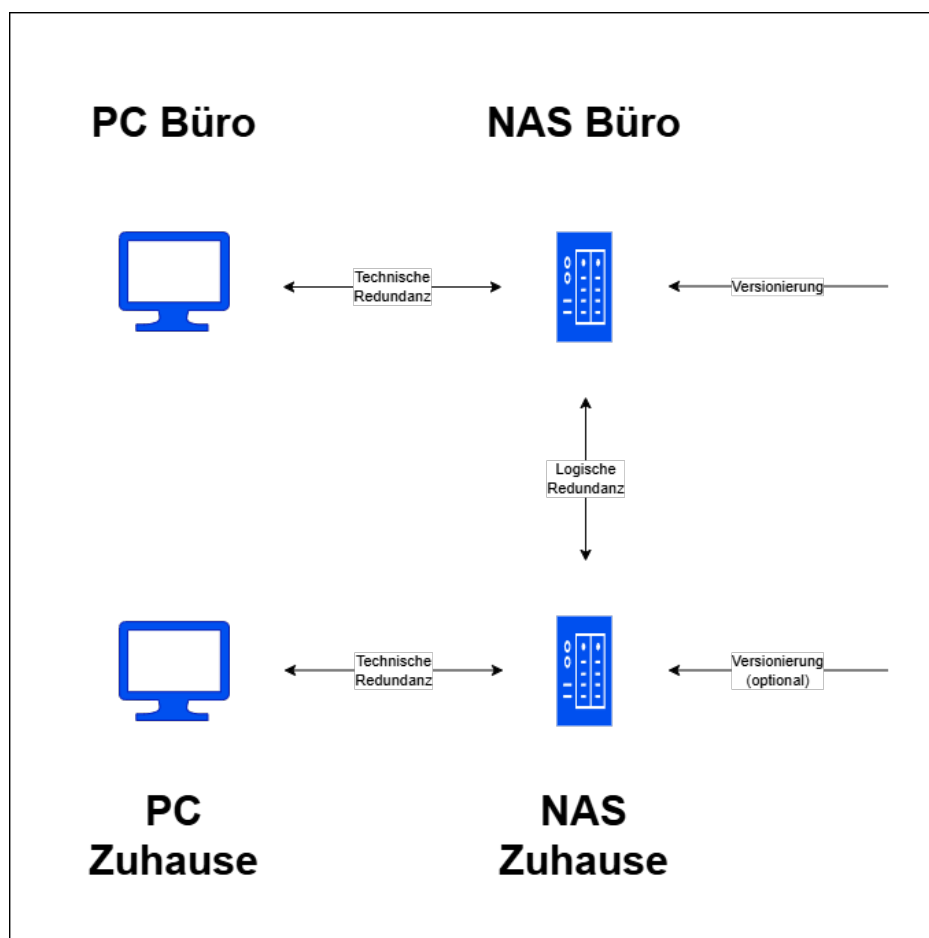 PC Büro
NAS Büro
Technische
Redundanz
Versionierung
Logische
Redundanz
Technische
Redundanz
Versionierung
(optional)
PC
Zuhause
NAS
Zuhause